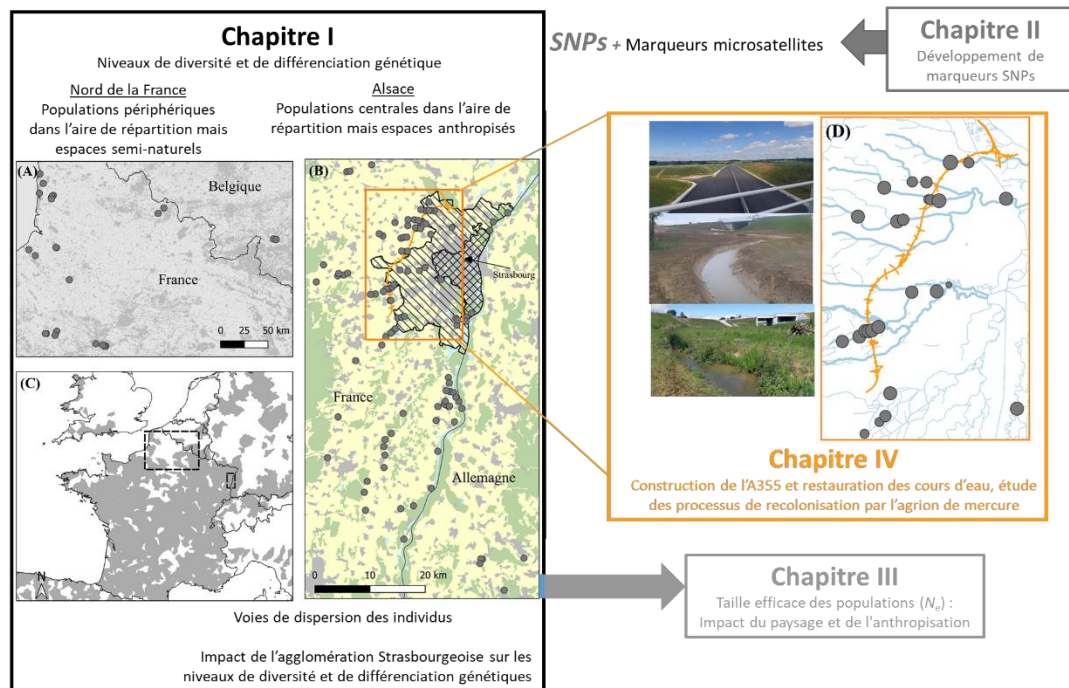 Chapitre I
Niveaux de diversité et de différenciation génétique
Nord de la France
Populations périphériques
dans l'aire de répartition mais
espaces semi-naturels
Alsace
Populations centrales dans l'aire de
répartition mais espaces anthropisés
(A)
Belgique
France
0 25 50 km
(B)
Strasbourg
France
Allemagne
0 10 20 km
(C)
N
Voies de dispersion des individus
Impact de l'agglomération Strasbourgeoise sur les
niveaux de diversité et de différenciation génétiques
SNPs + Marqueurs microsatellites
Chapitre II
Développement de
marqueurs SNPs
(D)
Chapitre IV
Construction de l'A355 et restauration des cours d'eau, étude
des processus de recolonisation par l'agrion de mercure
Chapitre III
Taille efficace des populations (Ne) :
Impact du paysage et de l'anthropisation